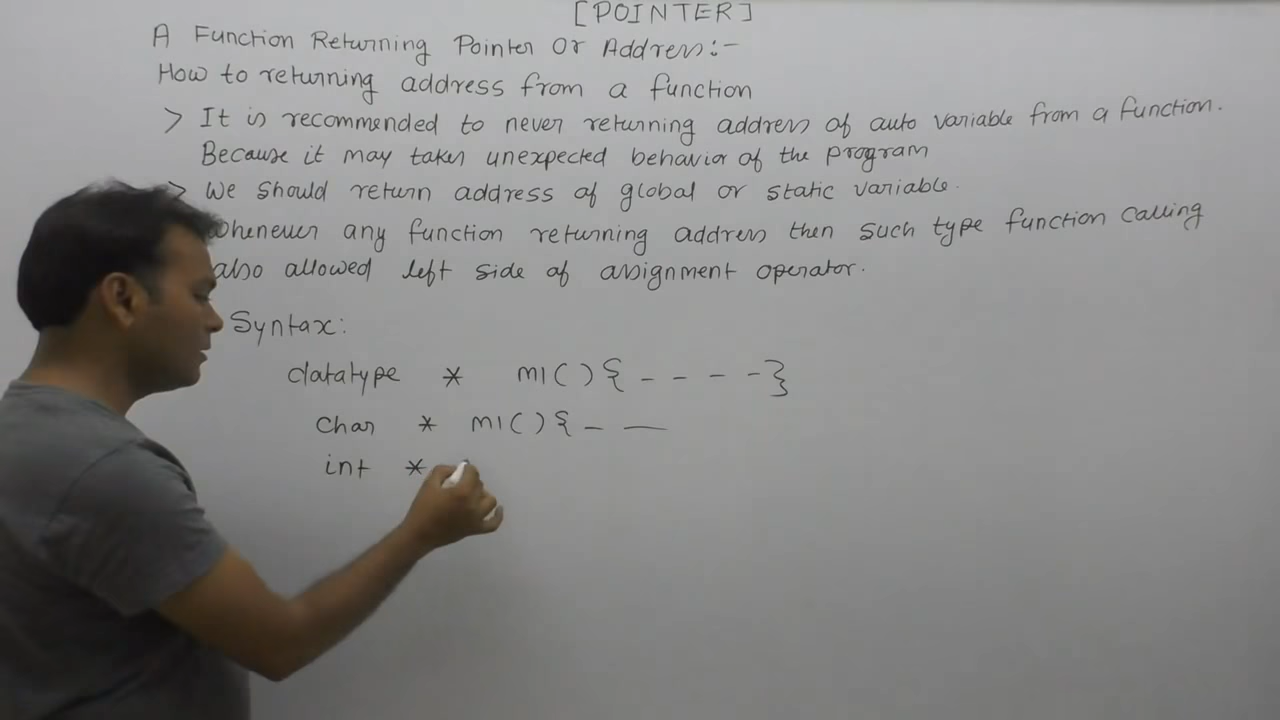 [POINTER]
A Function Returning Pointer Or Address:-
How to returning address from a function
> It is recommended to never returning address of auto variable from a function.
Because it may taken unexpected behavior of the program
> We should return address of global or static variable.
whenever any function returning address then such type function calling
also allowed left side of assignment operator.
Syntax:
datatype * m1(){ - - - -}
char * m1(){ - —
int *